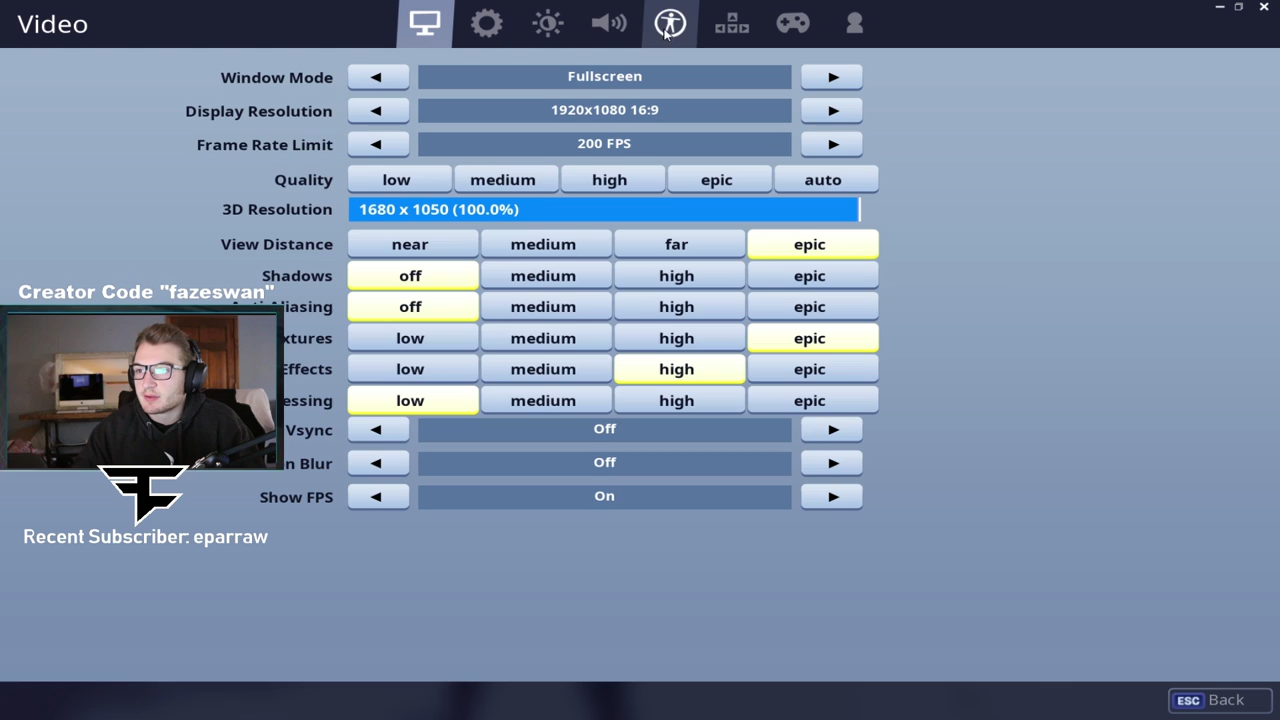 Video
Window Mode ◄ Fullscreen ►
Display Resolution ◄ 1920x1080 16:9 ►
Frame Rate Limit ◄ 200 FPS ►
Quality low medium high epic auto
3D Resolution 1680 x 1050 (100.0%)
View Distance near medium far epic
Shadows off medium high epic
Creator Code "fazeswan"
Aliasing off medium high epic
xtures low medium high epic
Effects low medium high epic
essing low medium high epic
Vsync ◄ Off ►
n Blur ◄ Off ►
Show FPS ◄ On ►
Recent Subscriber: eparraw
ESC Back